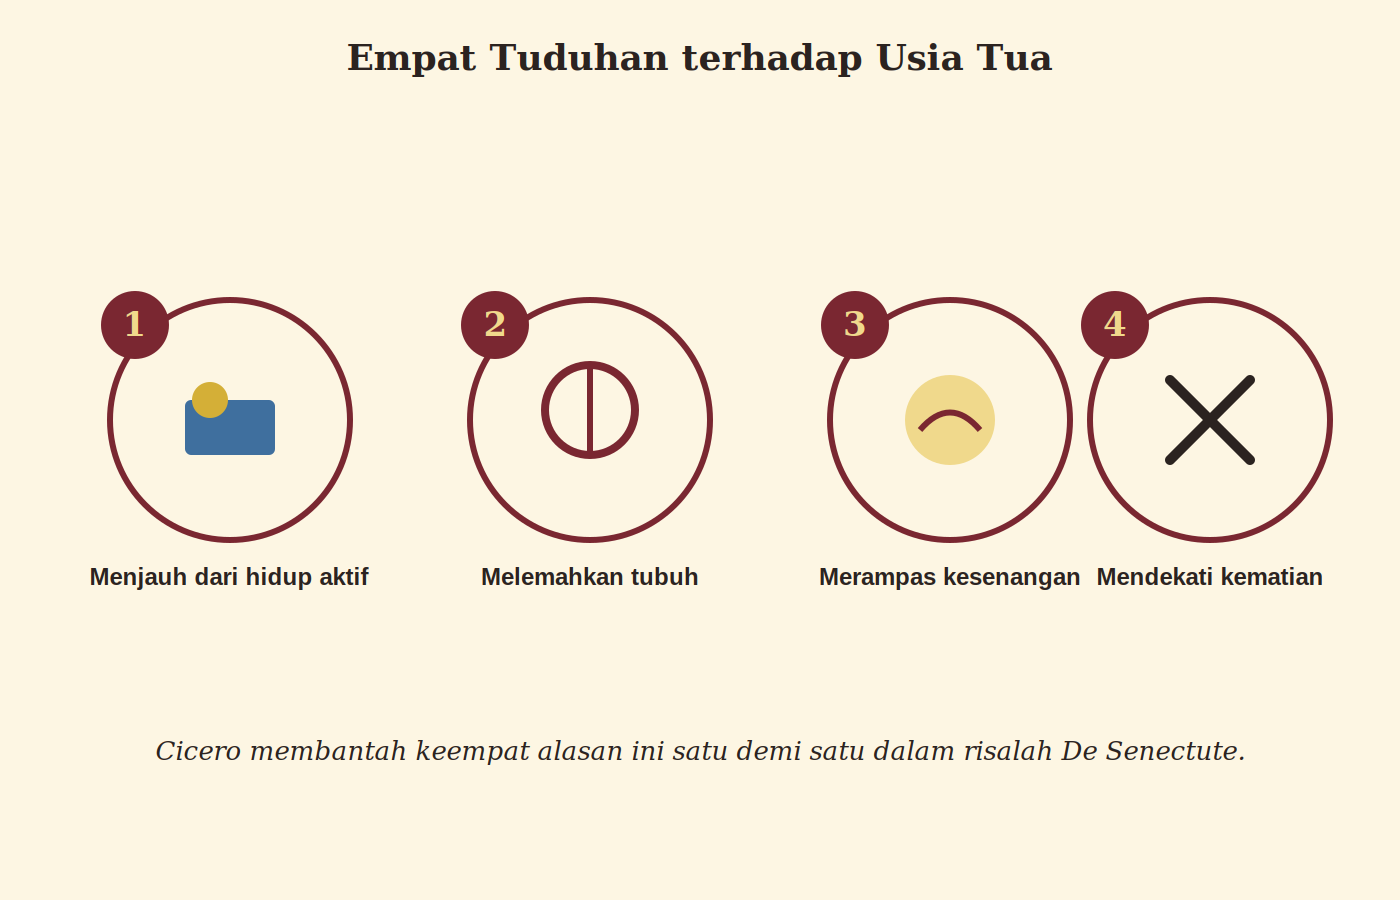 Empat Tuduhan terhadap Usia Tua
1
Menjauh dari hidup aktif
2
Melemahkan tubuh
3
Merampas kesenangan
4
Mendekati kematian
Cicero membantah keempat alasan ini satu demi satu dalam risalah De Senectute.